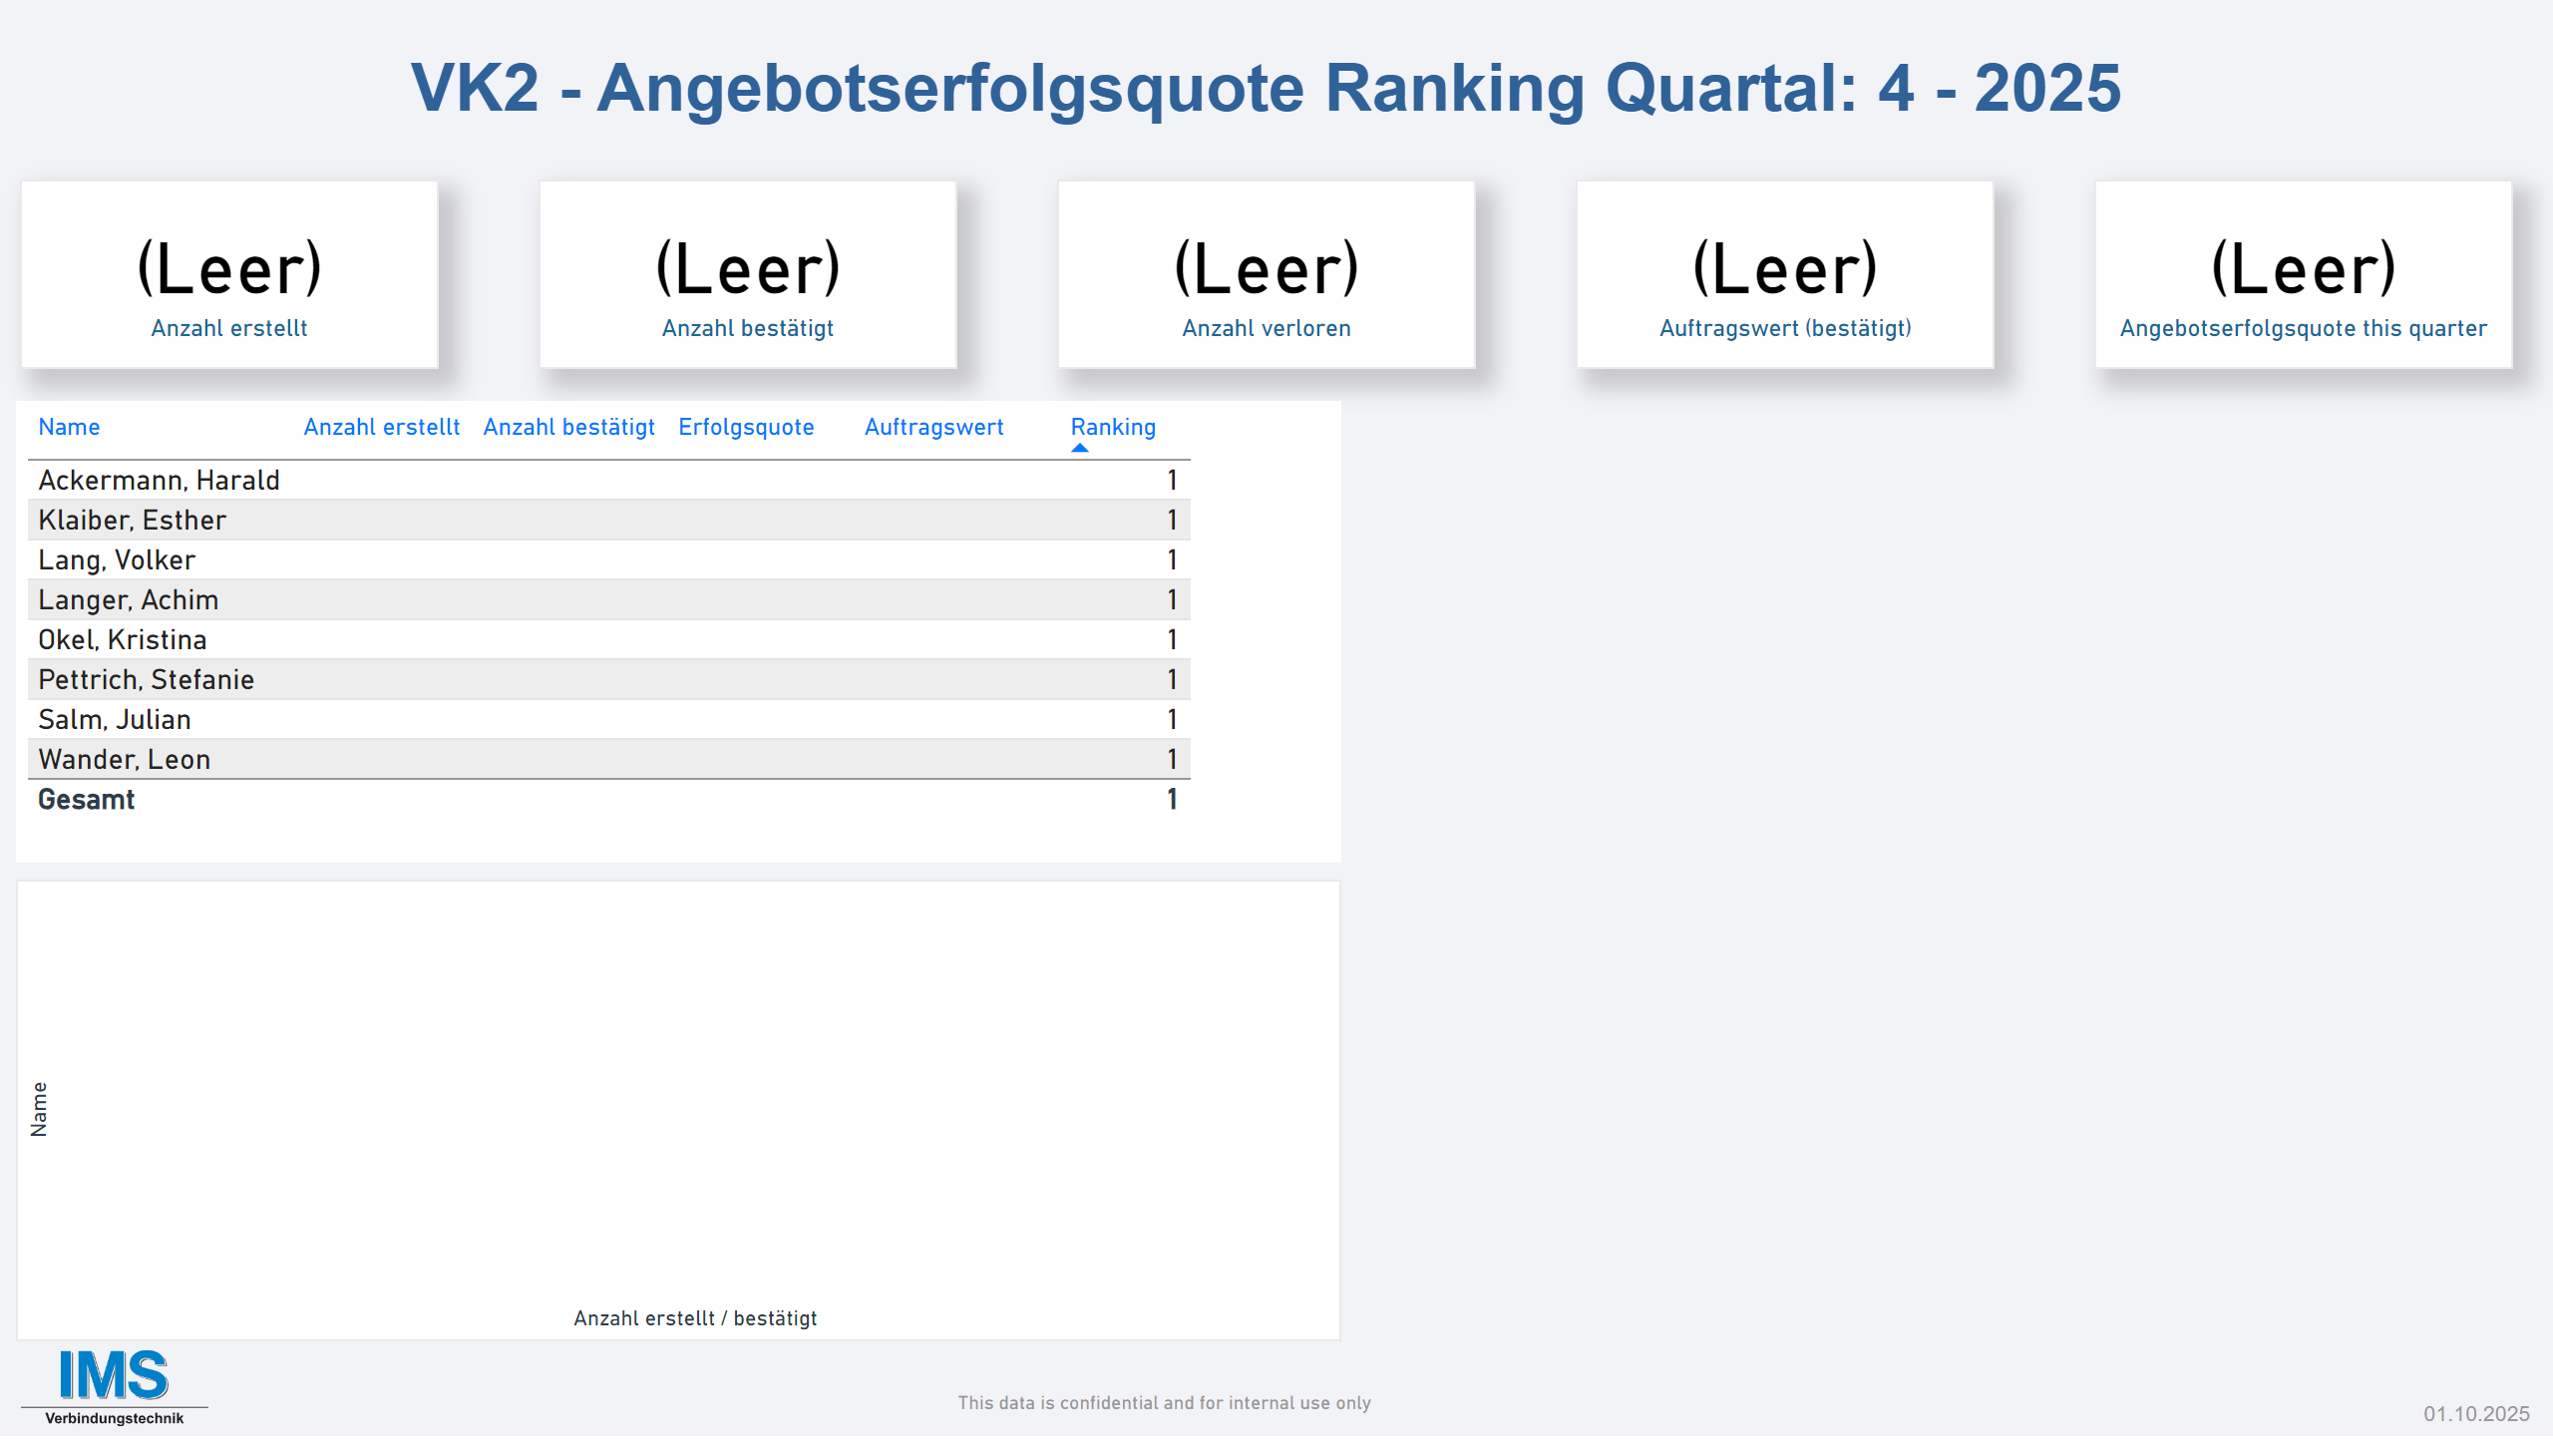 VK2 - Angebotserfolgsquote Ranking Quartal: 4 - 2025
(Leer)
Anzahl erstellt
(Leer)
Anzahl bestätigt
(Leer)
Anzahl verloren
(Leer)
Auftragswert (bestätigt)
(Leer)
Angebotserfolgsquote this quarter
Name Anzahl erstellt Anzahl bestätigt Erfolgsquote Auftragswert Ranking
Ackermann, Harald 1
Klaiber, Esther 1
Lang, Volker 1
Langer, Achim 1
Okel, Kristina 1
Pettrich, Stefanie 1
Salm, Julian 1
Wander, Leon 1
Gesamt 1
Name
Anzahl erstellt / bestätigt
IMS
Verbindungstechnik
This data is confidential and for internal use only
01.10.2025